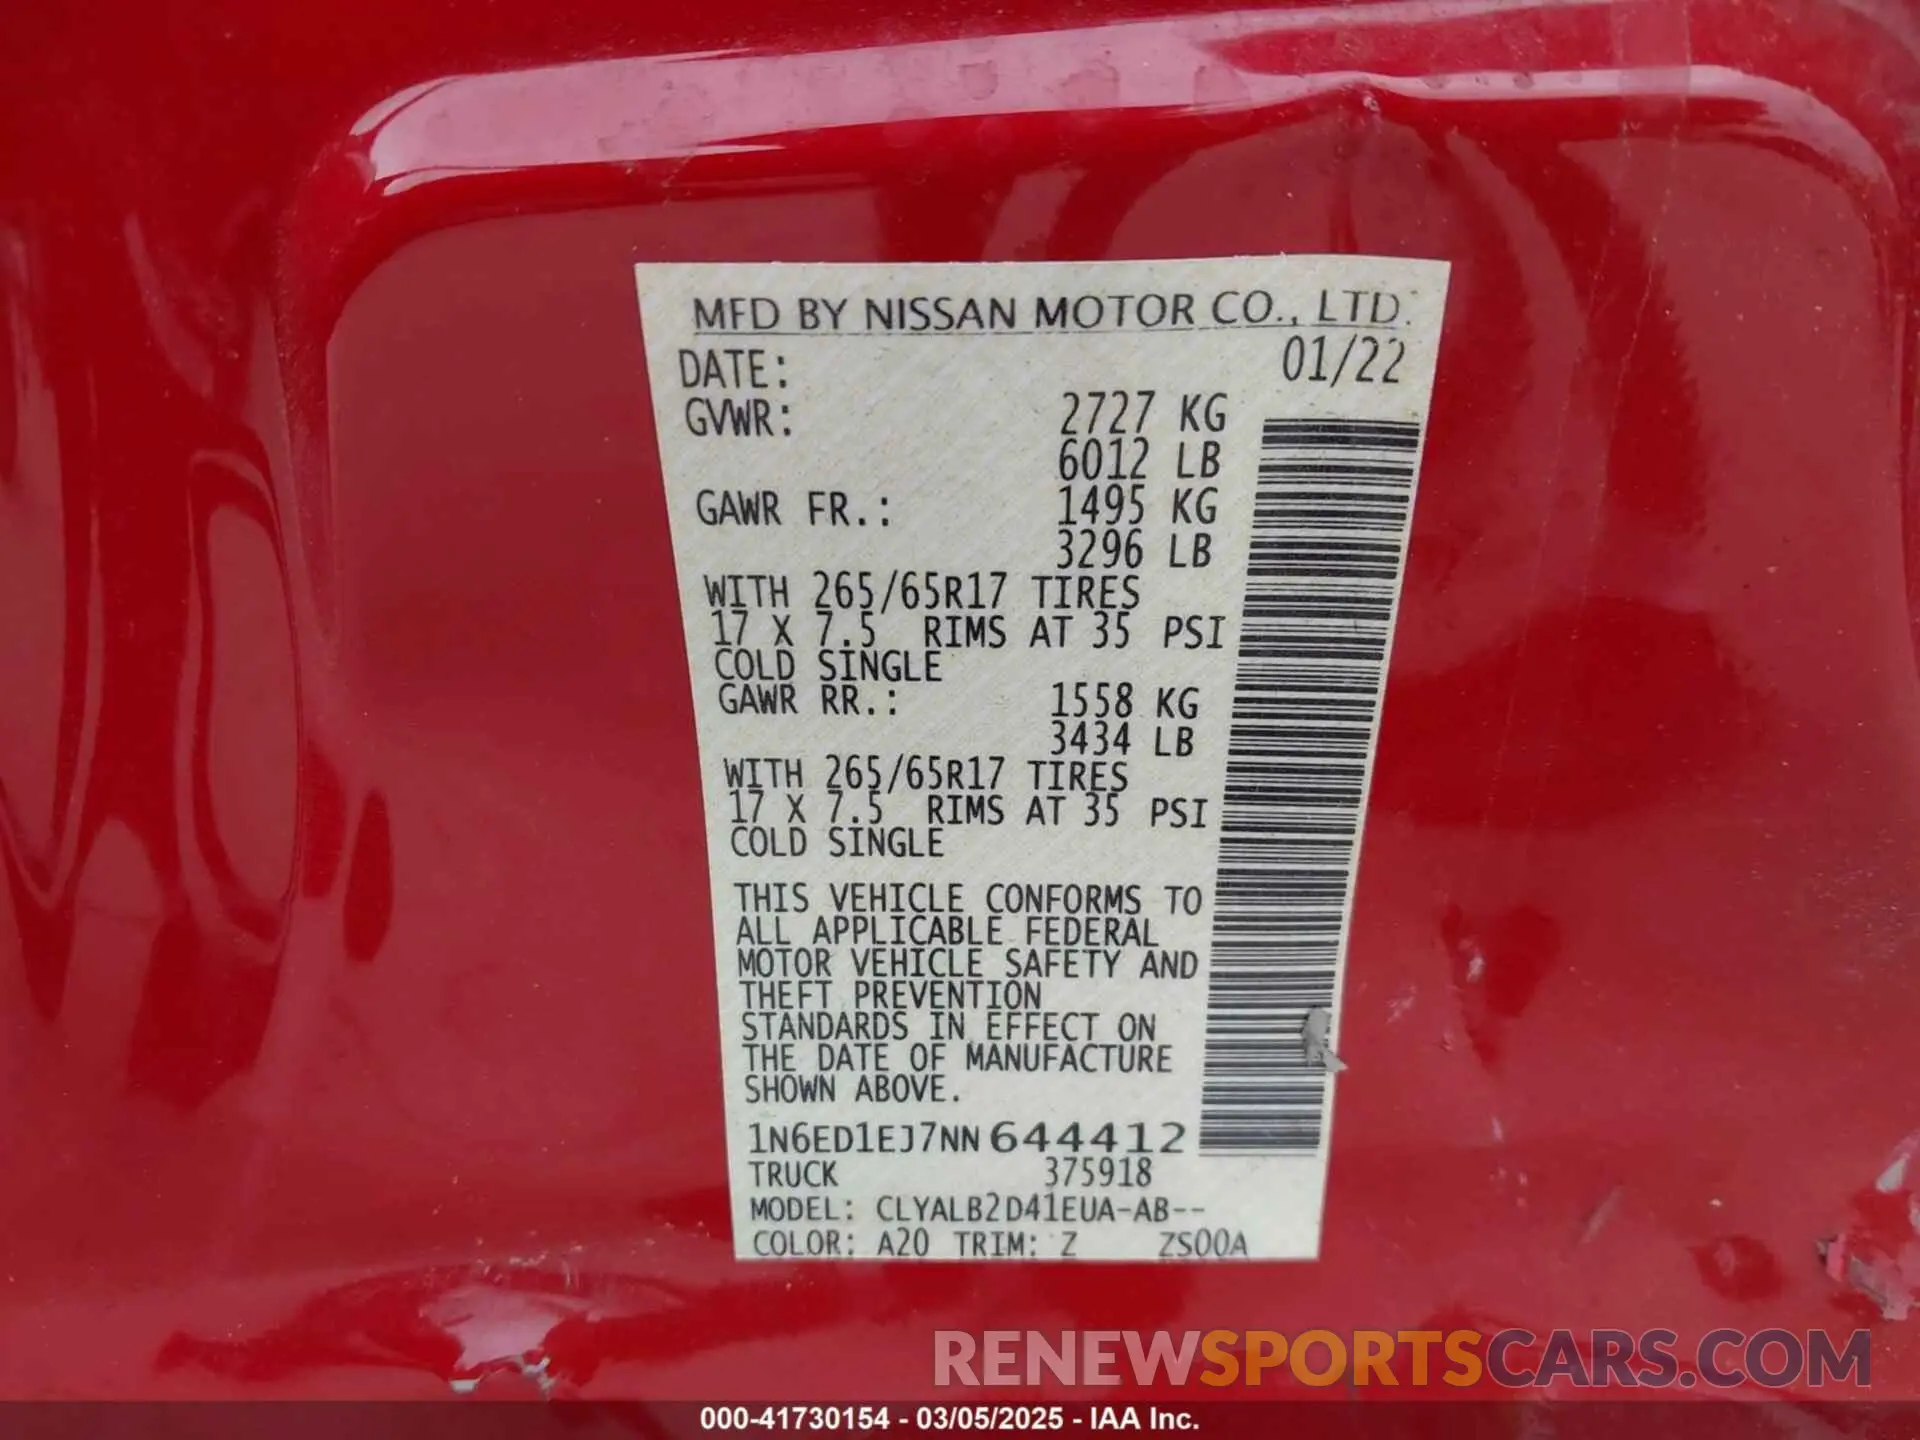 MFD BY NISSAN MOTOR CO., LTD.
DATE: 01/22
GVWR: 2727 KG
6012 LB
GAWR FR.: 1495 KG
3296 LB
WITH 265/65R17 TIRES
17 X 7.5 RIMS AT 35 PSI
COLD SINGLE
GAWR RR.: 1558 KG
3434 LB
WITH 265/65R17 TIRES
17 X 7.5 RIMS AT 35 PSI
COLD SINGLE
THIS VEHICLE CONFORMS TO
ALL APPLICABLE FEDERAL
MOTOR VEHICLE SAFETY AND
THEFT PREVENTION
STANDARDS IN EFFECT ON
THE DATE OF MANUFACTURE
SHOWN ABOVE.
1N6ED1EJ7NN644412
TRUCK 375918
MODEL: CLYALB2D41EUA-AB--
COLOR: A20 TRIM: Z ZS00A
RENEWSPORTSCARS.COM
000-41730154 - 03/05/2025 - IAA Inc.